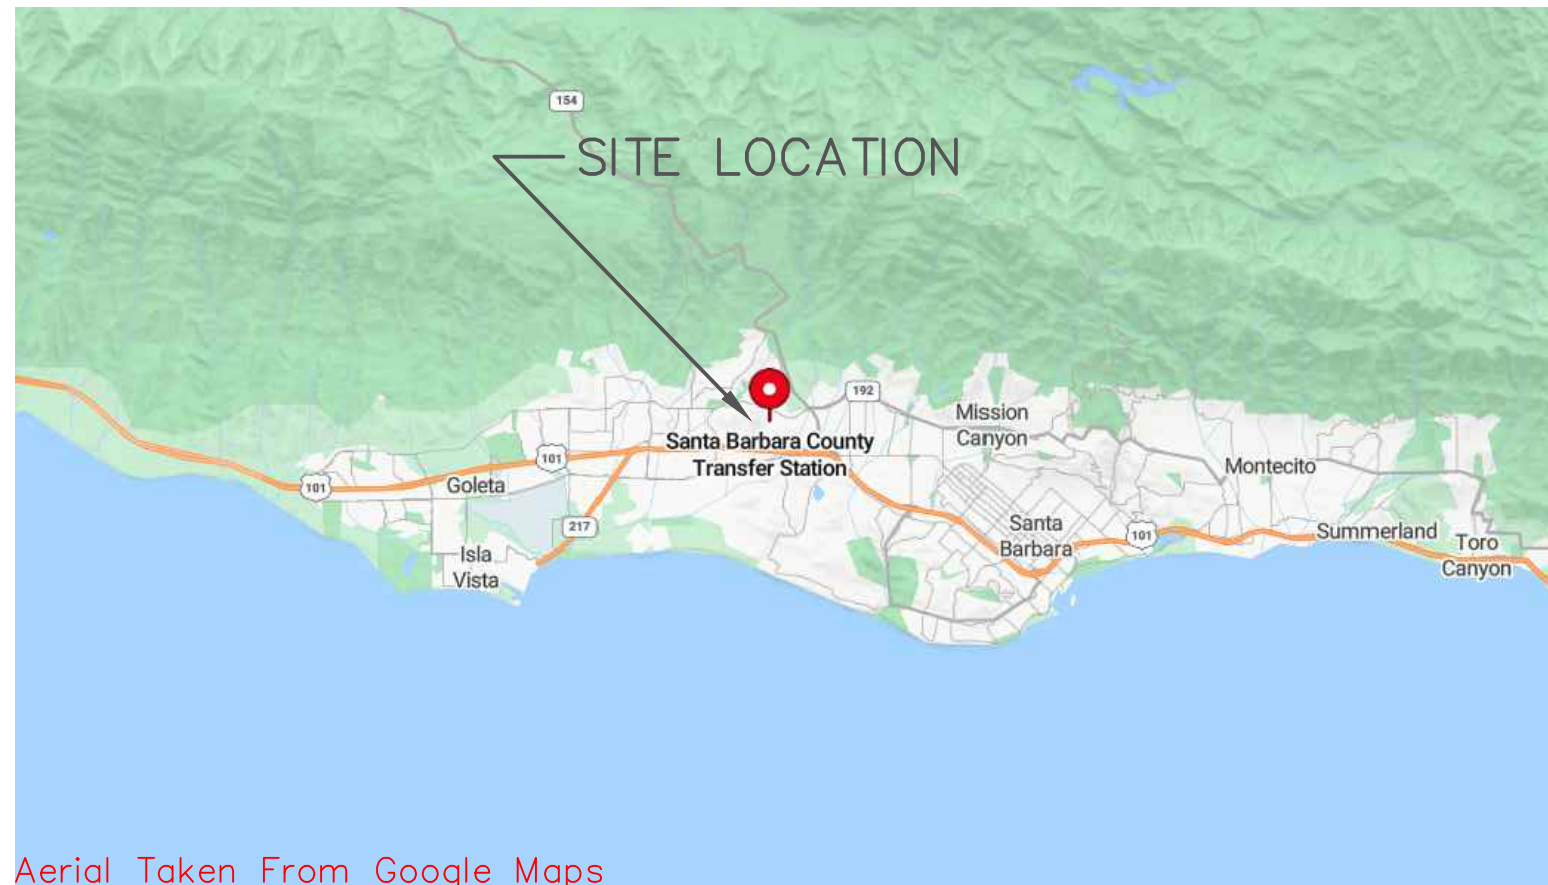 154
SITE LOCATION
192
Mission
Canyon
Santa Barbara County
Transfer Station
101
Montecito
101
Goleta
217
Santa
Barbara
101
Summerland
Toro
Canyon
Isla
Vista
Aerial Taken From Google Maps